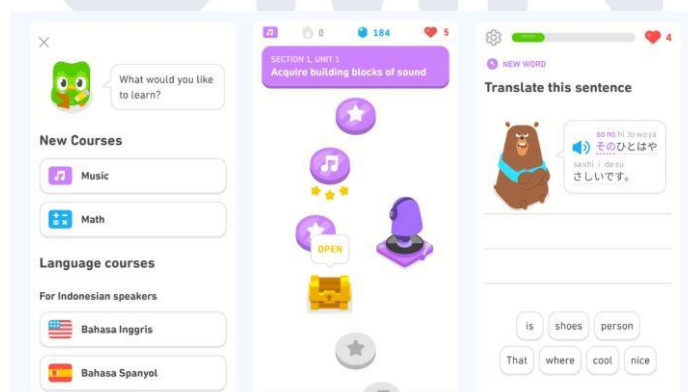 What would you like
to learn?
New Courses
Music
Math
Language courses
For Indonesian speakers
Bahasa Inggris
Bahasa Spanyol
0
184
5
SECTION 1, UNIT 1
Acquire building blocks of sound
OPEN
4
NEW WORD
Translate this sentence
so no hi to wa ya
そのひとはや
sashi i desu
さしいです。
is
shoes
person
That
where
cool
nice